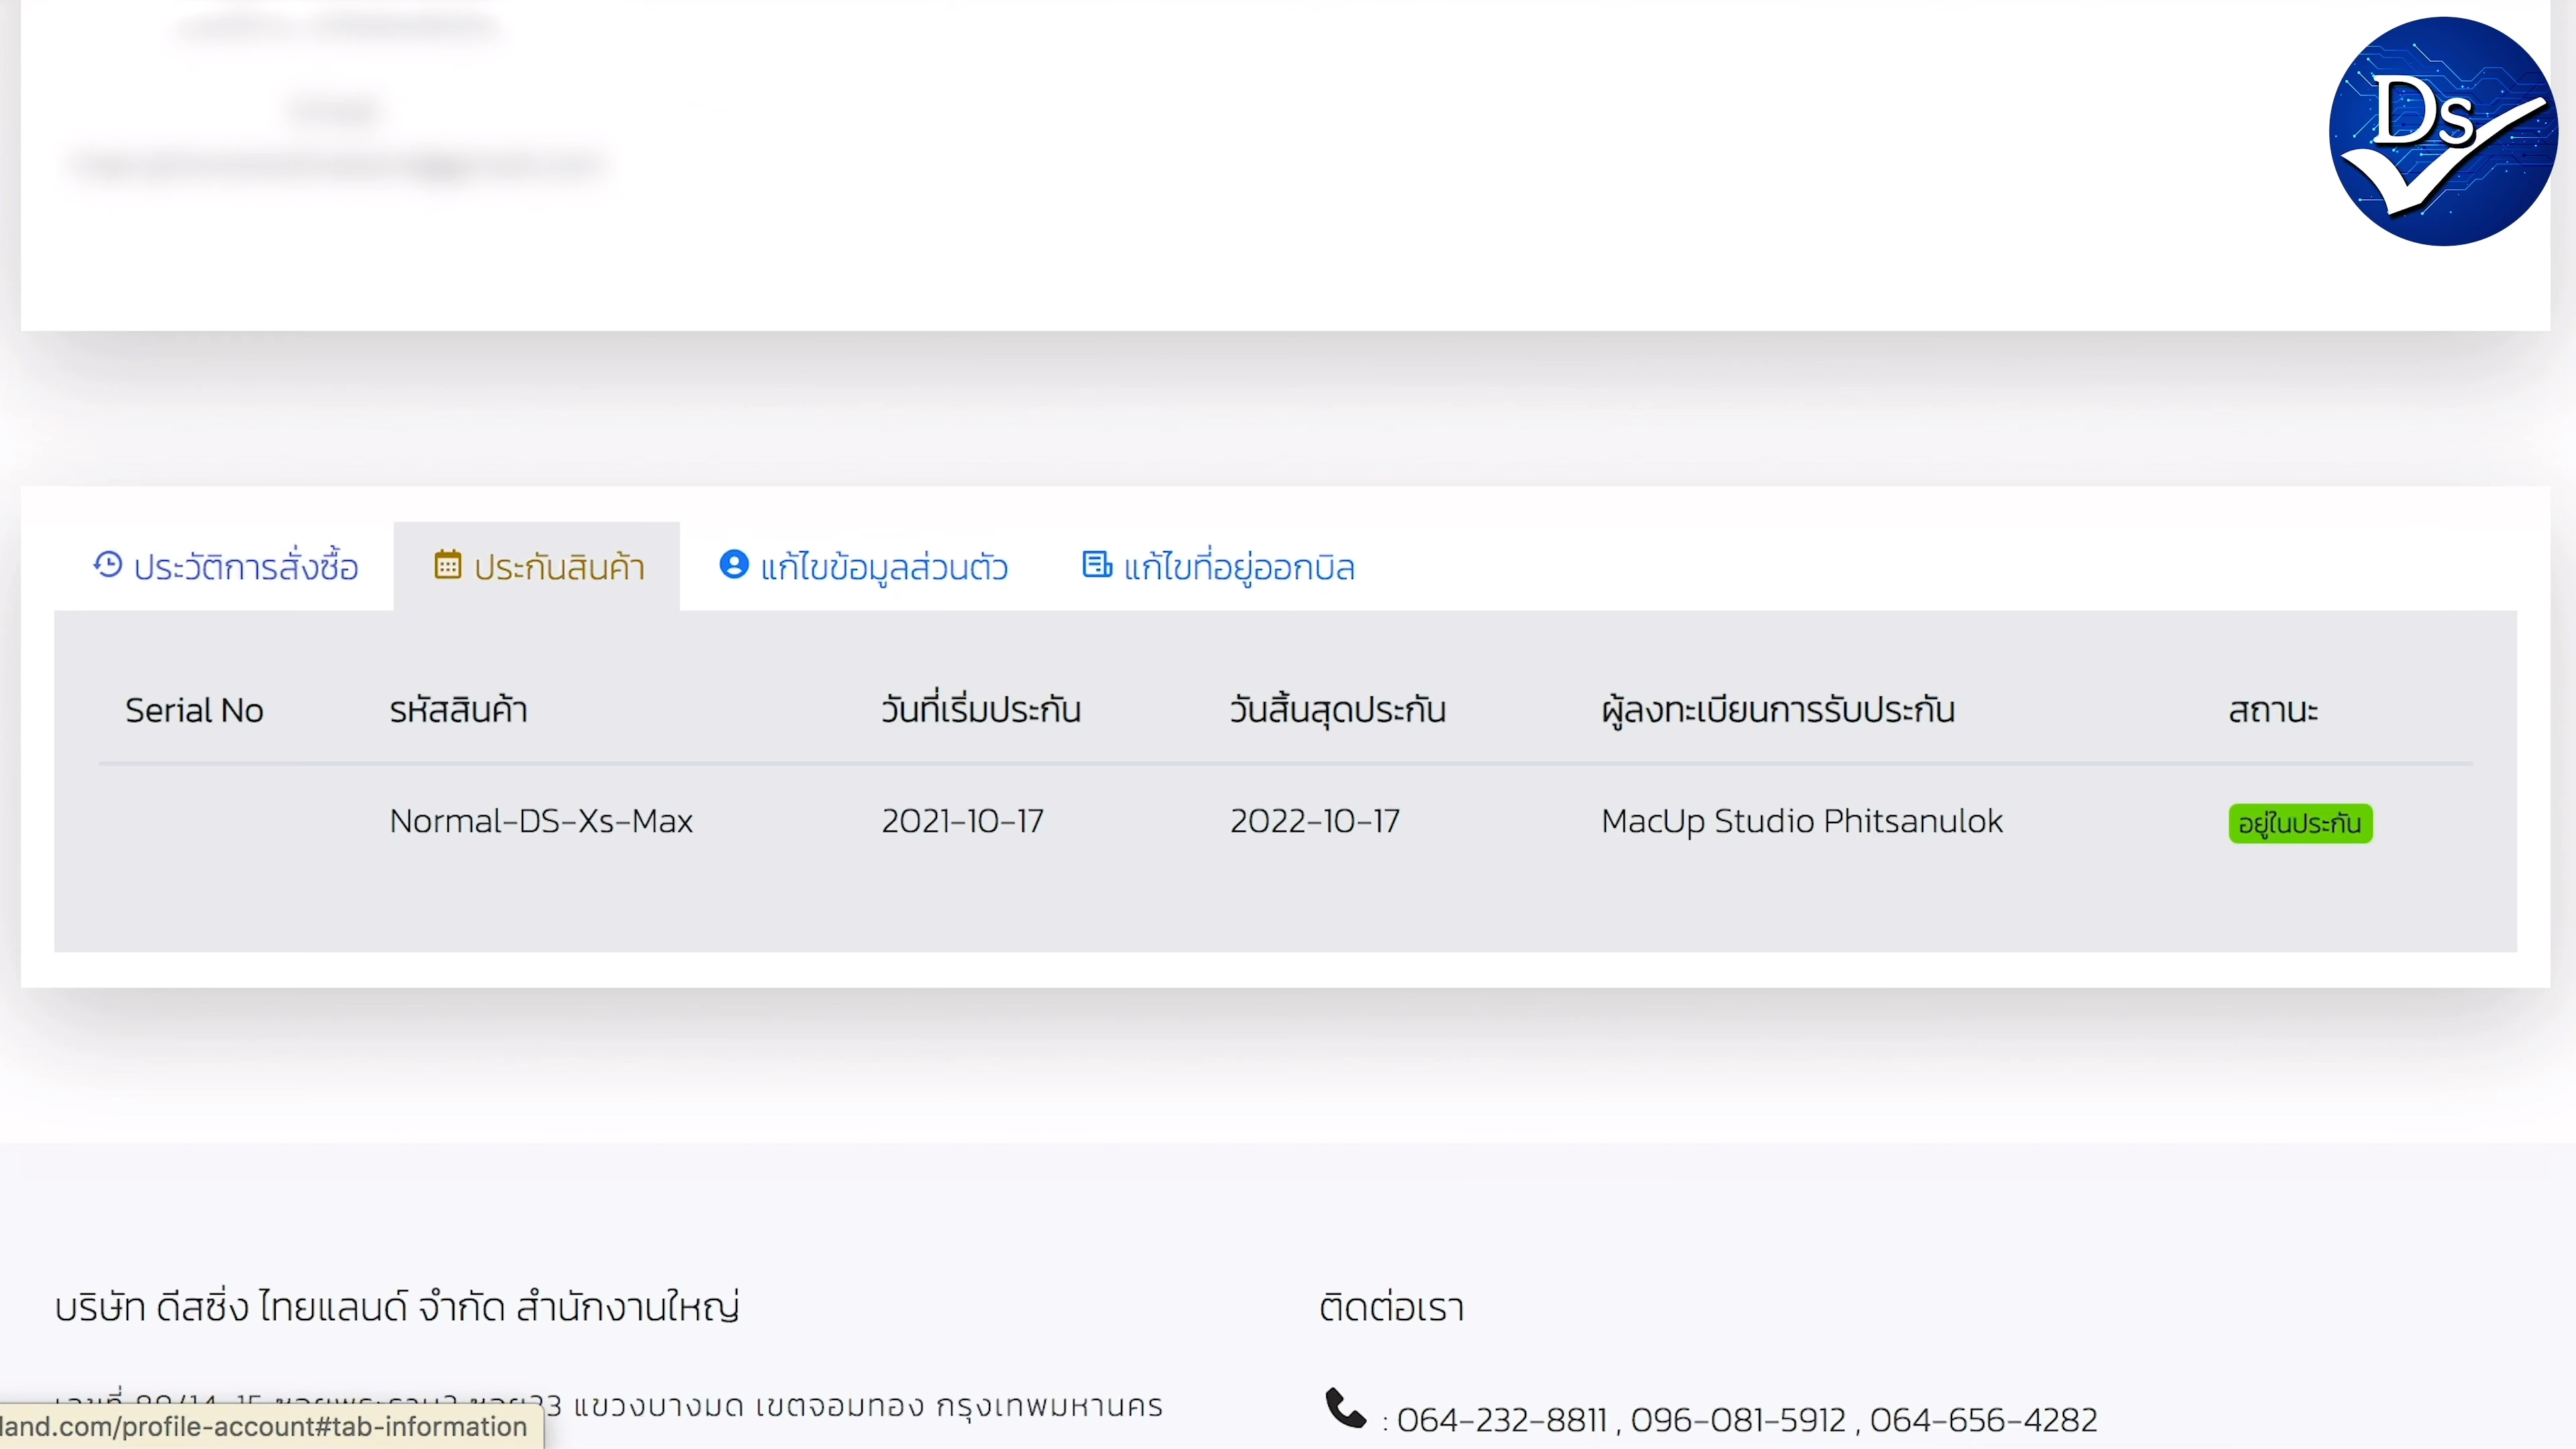 Ds
ประวัติการสั่งซื้อ ประกันสินค้า แก้ไขข้อมูลส่วนตัว แก้ไขที่อยู่ออกบิล
Serial No รหัสสินค้า วันที่เริ่มประกัน วันสิ้นสุดประกัน ผู้ลงทะเบียนการรับประกัน สถานะ
Normal-DS-Xs-Max 2021-10-17 2022-10-17 MacUp Studio Phitsanulok อยู่ในประกัน
บริษัท ดีสซิ่ง ไทยแลนด์ จำกัด สำนักงานใหญ่
แขวงบางมด เขตจอมทอง กรุงเทพมหานคร
land.com/profile-account#tab-information
ติดต่อเรา
: 064-232-8811 , 096-081-5912 , 064-656-4282